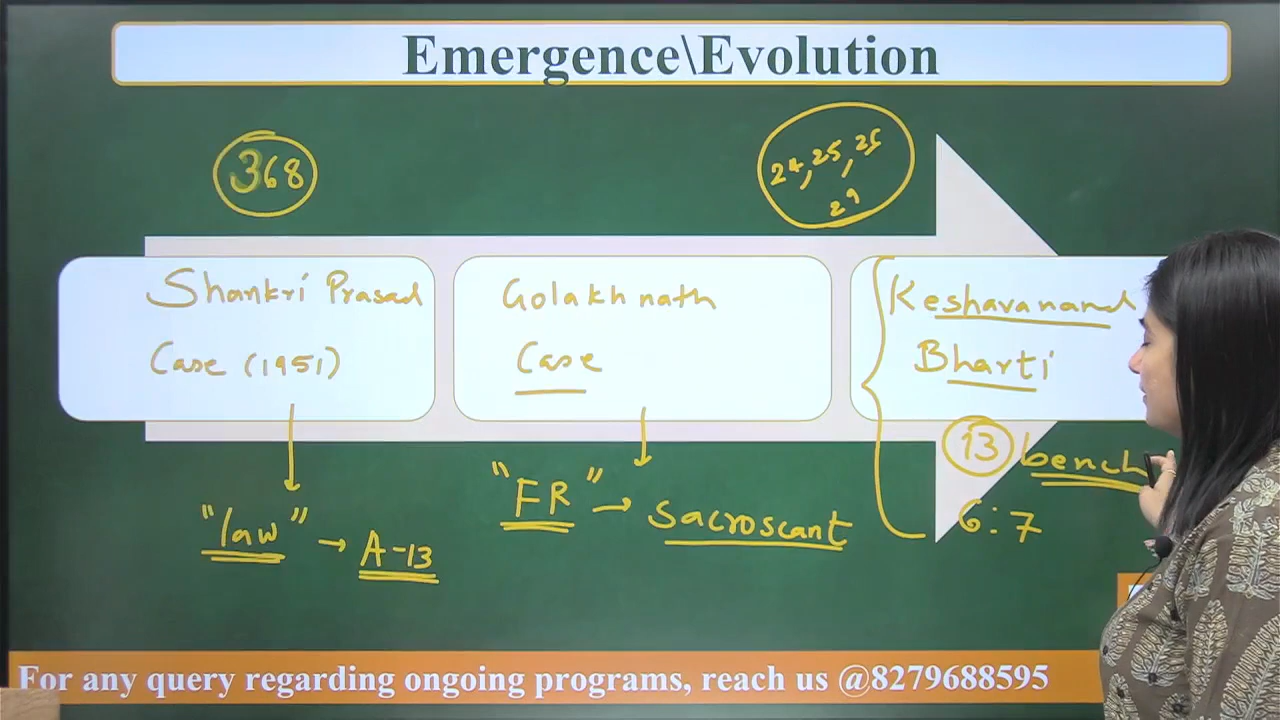 Emergence\Evolution
368
24, 25, 26
29
Shankri Prasad
Case (1951)
Golakhnath
Case
Keshavanand
Bharti
13 bench
6:7
"law" → A-13
"FR" → Sacroscant
For any query regarding ongoing programs, reach us @8279688595